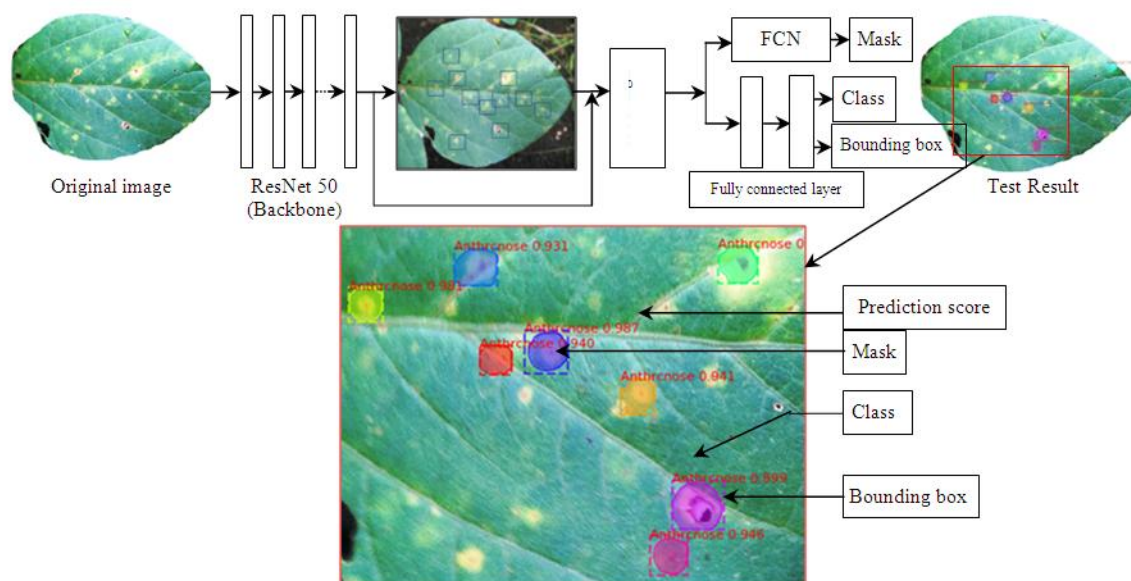 FCN
Mask
Class
Bounding box
Original image
ResNet 50
(Backbone)
Fully connected layer
Test Result
Anthrcnose 0.931
Anthrcnose 0
Anthrcnose 0.981
Prediction score
Anthrcnose 0.987
Anthrcnose 0.940
Mask
Anthrcnose 0.941
Class
Anthrcnose 0.899
Bounding box
Anthrcnose 0.946